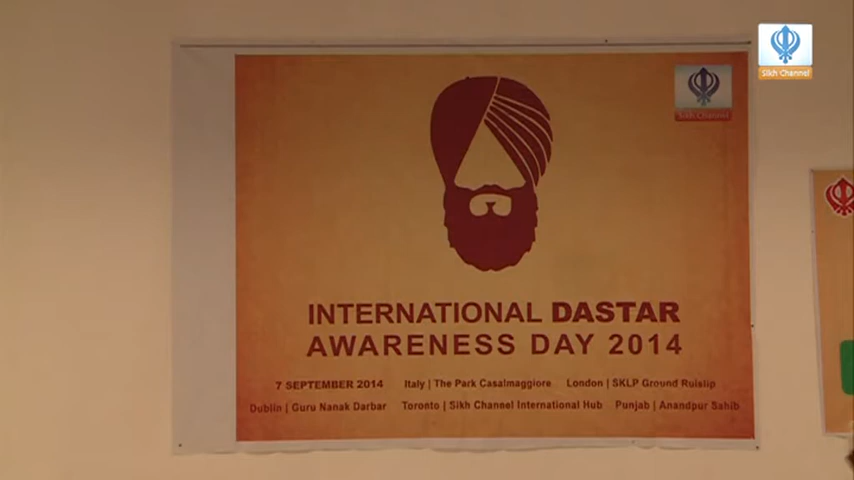 Sikh Channel
Sikh Channel
INTERNATIONAL DASTAR
AWARENESS DAY 2014
7 SEPTEMBER 2014 Italy | The Park Casalmaggiore London | SKLP Ground Ruislip
Dublin | Guru Nanak Darbar Toronto | Sikh Channel International Hub Punjab | Anandpur Sahib